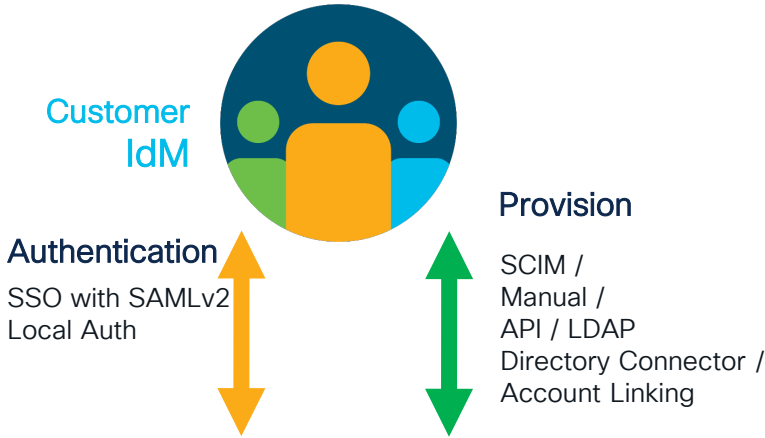 Customer
IdM
Authentication
SSO with SAMLv2
Local Auth
Provision
SCIM /
Manual /
API / LDAP
Directory Connector /
Account Linking